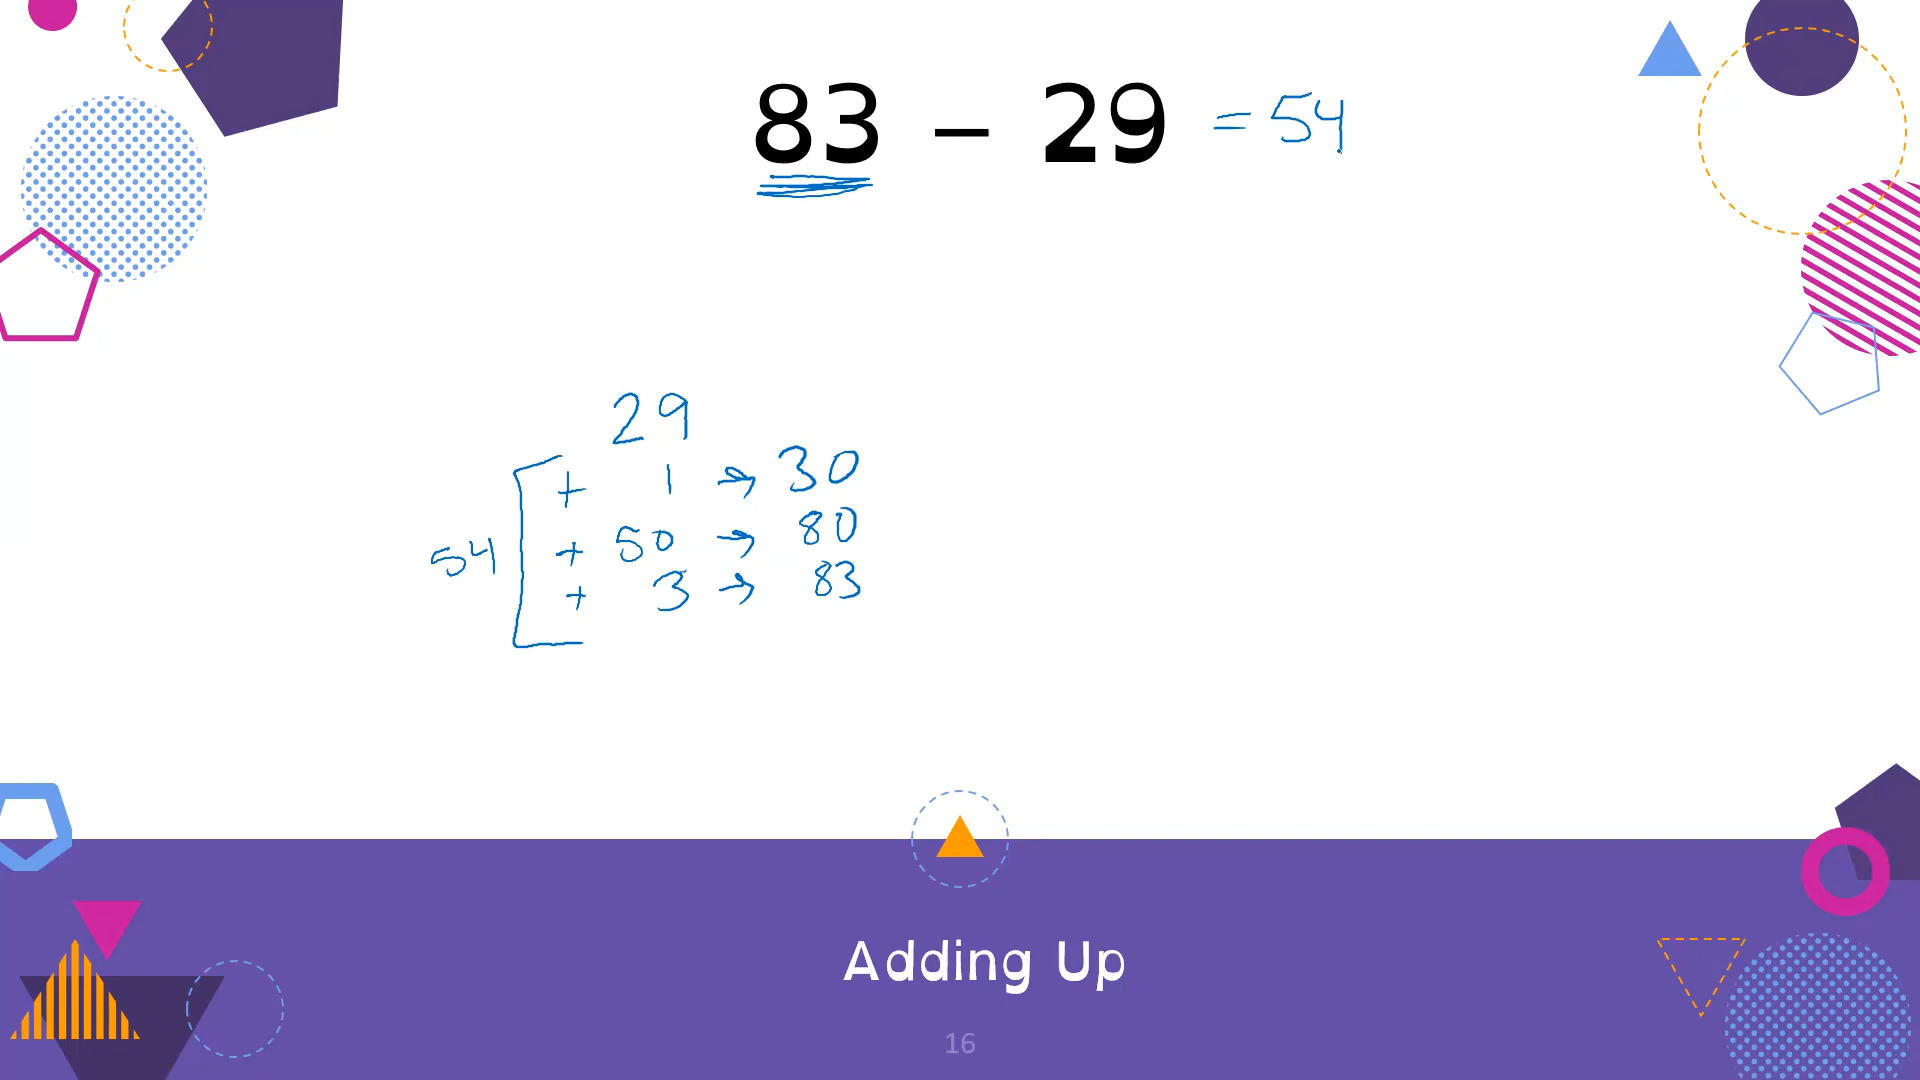 83 – 29 = 54
29
+ 1 → 30
+ 50 → 80
54
+ 3 → 83
Adding Up
16